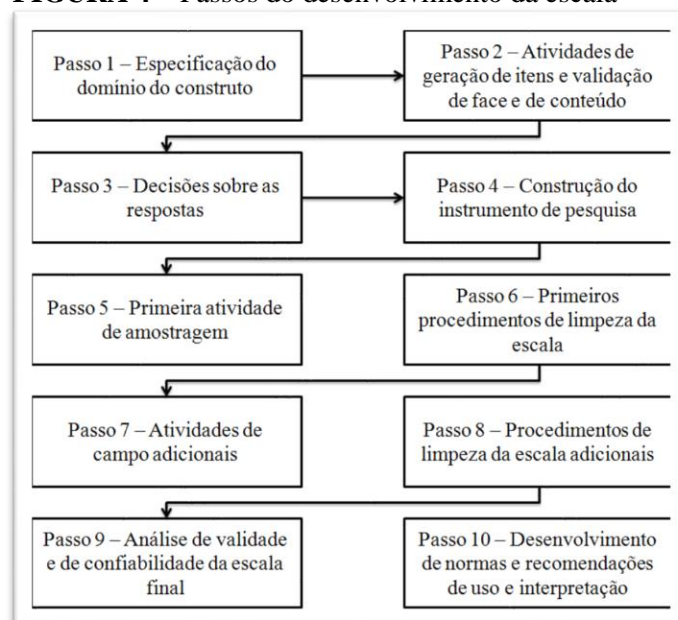 FIGURA 4 – Passos do desenvolvimento da escala
Passo 1 – Especificação do
domínio do construto
Passo 2 – Atividades de
geração de itens e validação
de face e de conteúdo
Passo 3 – Decisões sobre as
respostas
Passo 4 – Construção do
instrumento de pesquisa
Passo 5 – Primeira atividade
de amostragem
Passo 6 – Primeiros
procedimentos de limpeza da
escala
Passo 7 – Atividades de
campo adicionais
Passo 8 – Procedimentos de
limpeza da escala adicionais
Passo 9 – Análise de validade
e de confiabilidade da escala
final
Passo 10 – Desenvolvimento
de normas e recomendações
de uso e interpretação